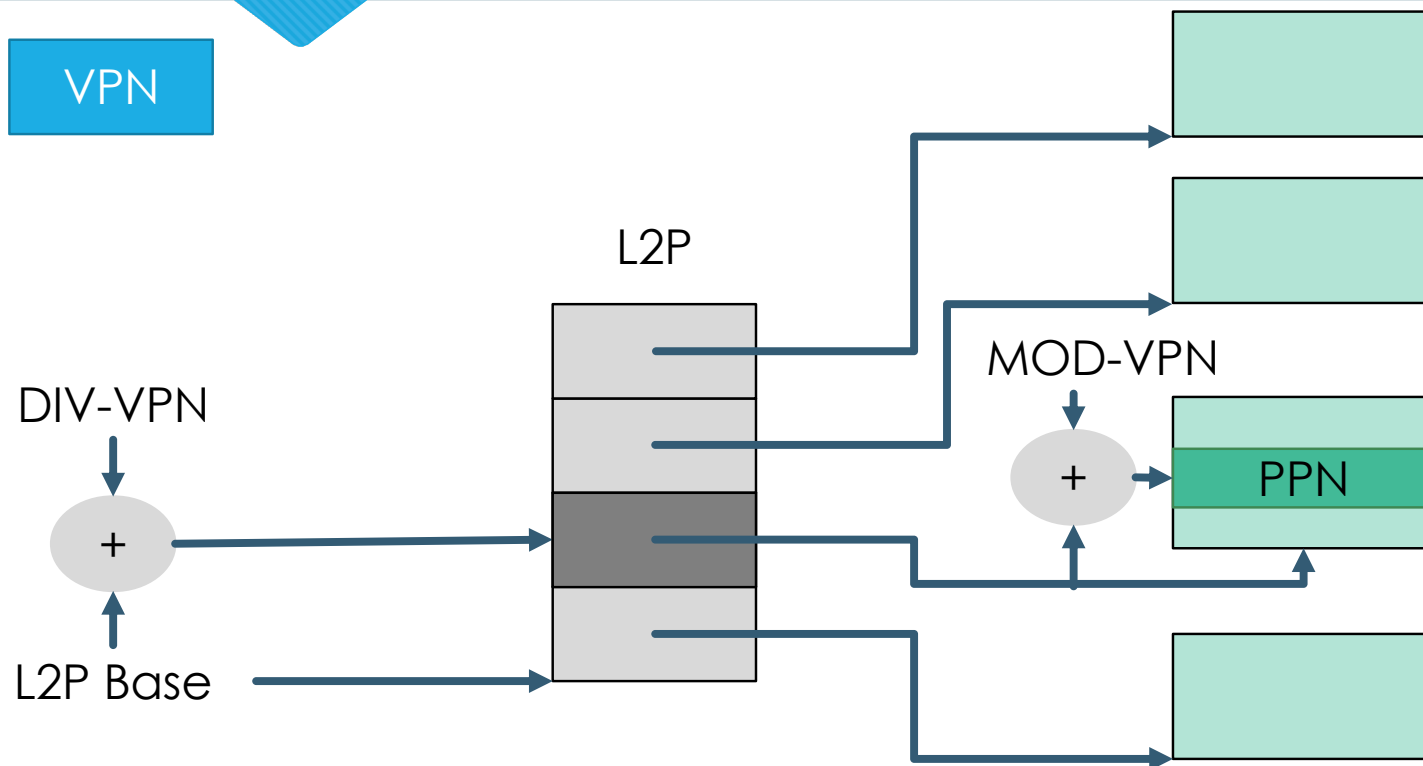 VPN
L2P
MOD-VPN
DIV-VPN
+
PPN
+
L2P Base